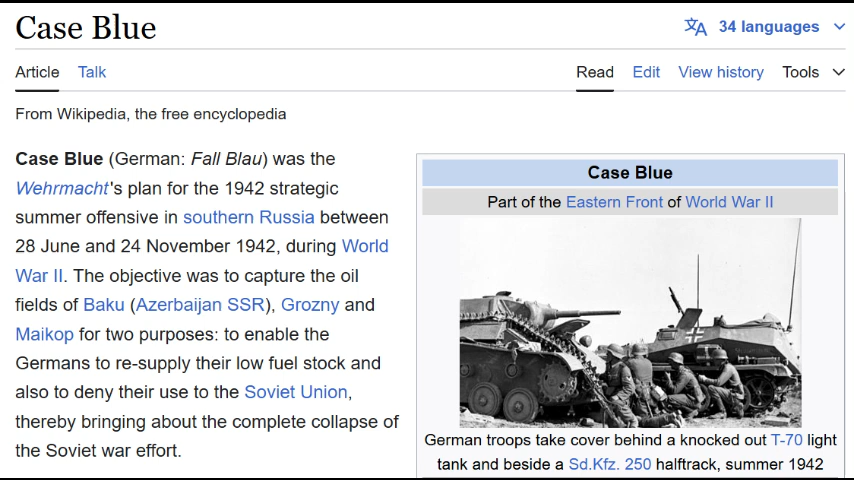 Case Blue
34 languages
Article Talk
Read Edit View history Tools
From Wikipedia, the free encyclopedia
Case Blue (German: Fall Blau) was the
Wehrmacht's plan for the 1942 strategic
summer offensive in southern Russia between
28 June and 24 November 1942, during World
War II. The objective was to capture the oil
fields of Baku (Azerbaijan SSR), Grozny and
Maikop for two purposes: to enable the
Germans to re-supply their low fuel stock and
also to deny their use to the Soviet Union,
thereby bringing about the complete collapse of
the Soviet war effort.
Case Blue
Part of the Eastern Front of World War II
German troops take cover behind a knocked out T-70 light
tank and beside a Sd.Kfz. 250 halftrack, summer 1942